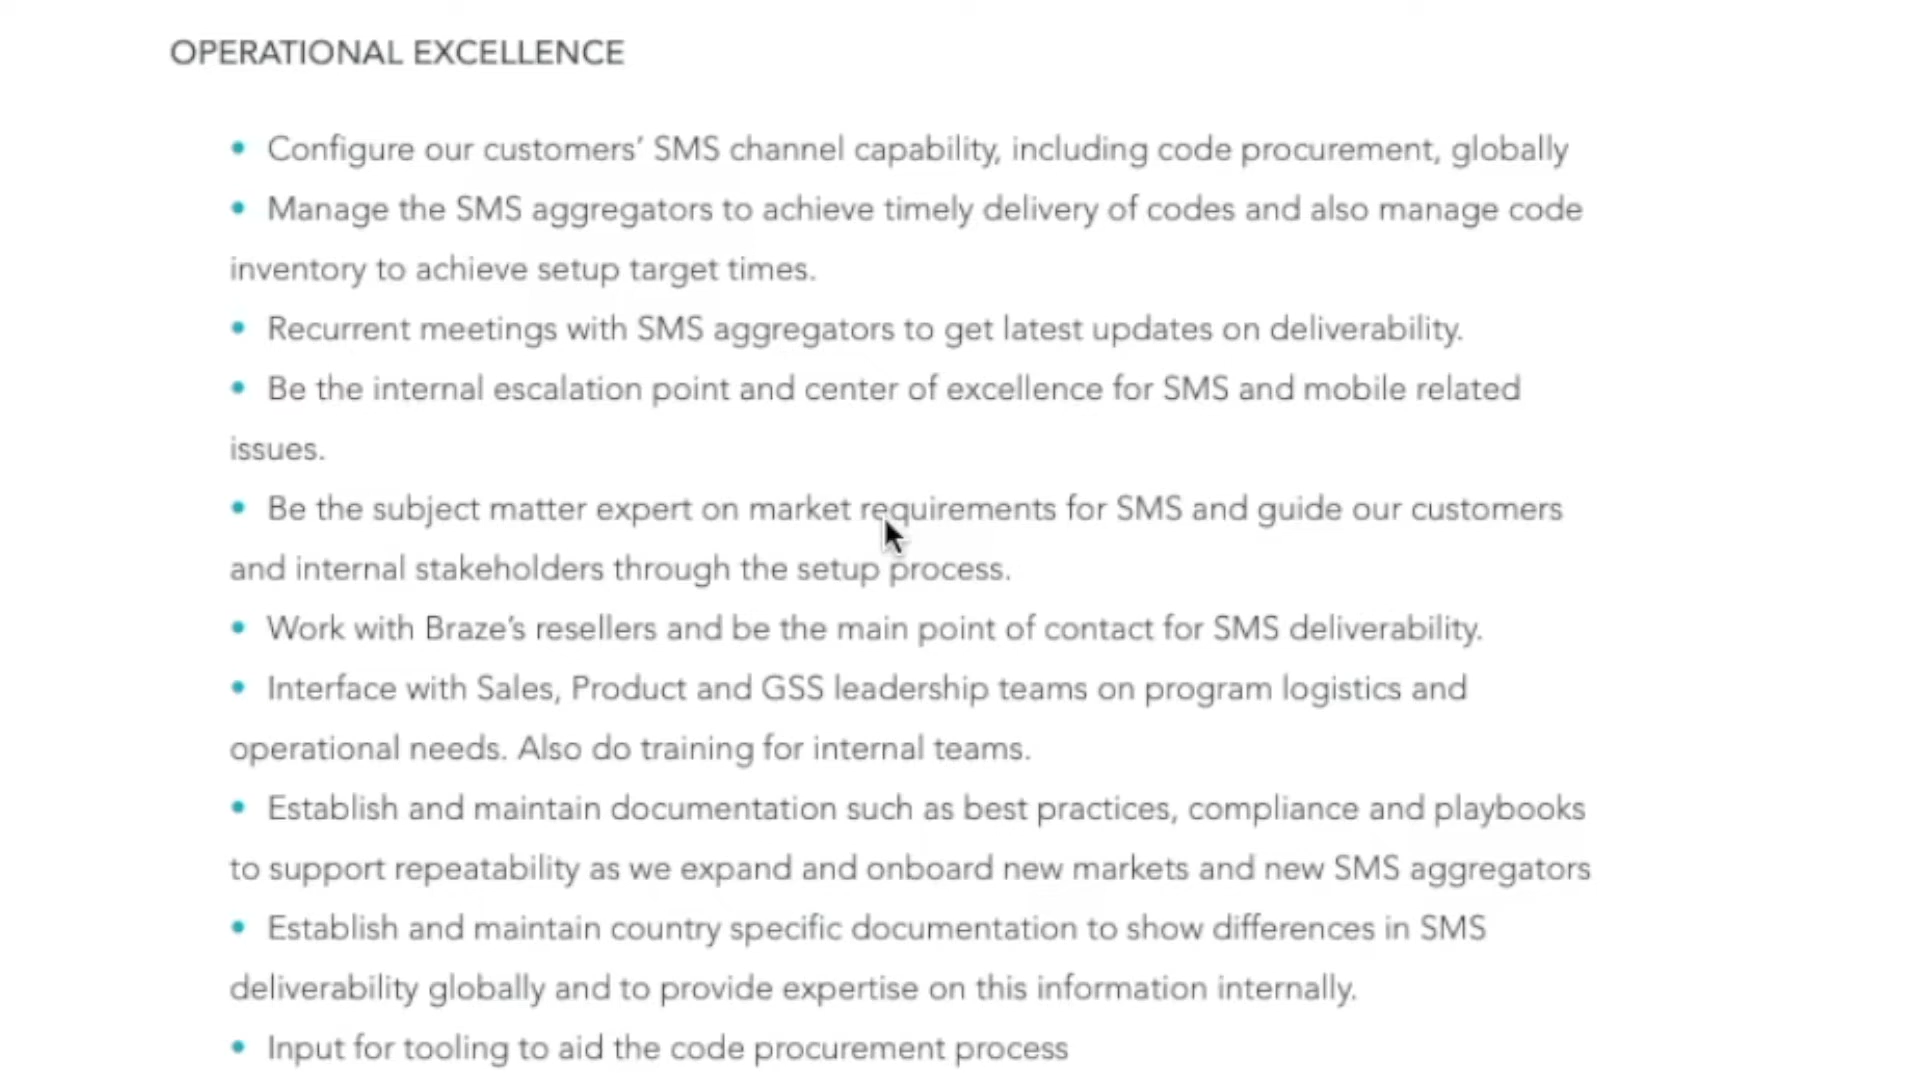 OPERATIONAL EXCELLENCE
• Configure our customers’ SMS channel capability, including code procurement, globally
• Manage the SMS aggregators to achieve timely delivery of codes and also manage code
inventory to achieve setup target times.
• Recurrent meetings with SMS aggregators to get latest updates on deliverability.
• Be the internal escalation point and center of excellence for SMS and mobile related
issues.
• Be the subject matter expert on market requirements for SMS and guide our customers
and internal stakeholders through the setup process.
• Work with Braze’s resellers and be the main point of contact for SMS deliverability.
• Interface with Sales, Product and GSS leadership teams on program logistics and
operational needs. Also do training for internal teams.
• Establish and maintain documentation such as best practices, compliance and playbooks
to support repeatability as we expand and onboard new markets and new SMS aggregators
• Establish and maintain country specific documentation to show differences in SMS
deliverability globally and to provide expertise on this information internally.
• Input for tooling to aid the code procurement process